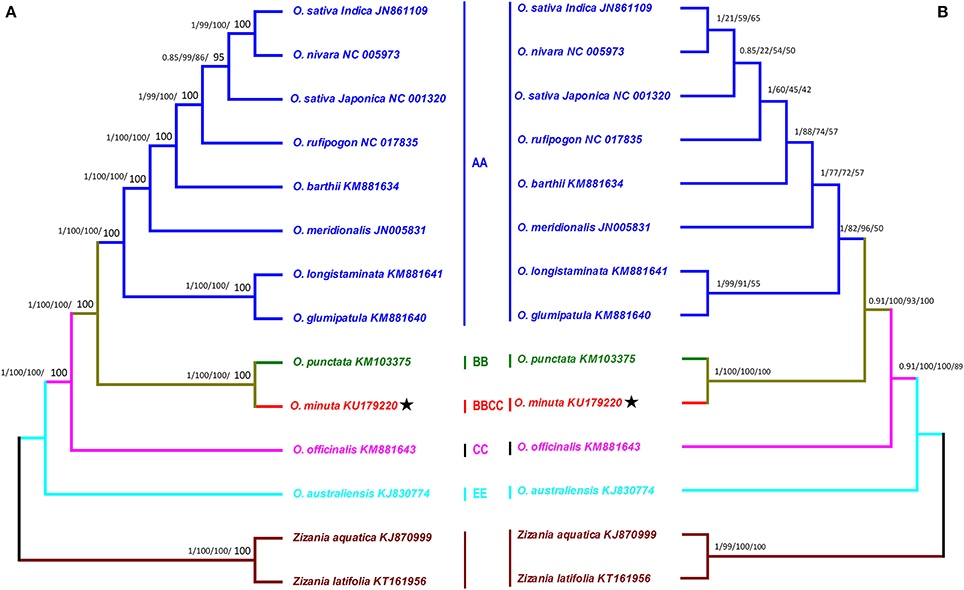 A
B
1/99/100/ 100
O. sativa Indica JN861109
O. nivara NC 005973
0.85/99/86/ 95
O. sativa Japonica NC 001320
1/99/100/ 100
O. rufipogon NC 017835
1/100/100/ 100
O. barthii KM881634
1/100/100/ 100
O. meridionalis JN005831
1/100/100/ 100
O. longistaminata KM881641
1/100/100/ 100
O. glumipatula KM881640
1/100/100/ 100
O. punctata KM103375
1/100/100/ 100
O. minuta KU179220
1/100/100/ 100
O. officinalis KM881643
O. australiensis KJ830774
Zizania aquatica KJ870999
1/100/100/ 100
Zizania latifolia KT161956
AA
BB
BBCC
CC
EE
O. sativa Indica JN861109
1/21/59/65
O. nivara NC 005973
0.85/22/54/50
O. sativa Japonica NC 001320
1/60/45/42
O. rufipogon NC 017835
1/88/74/57
O. barthii KM881634
1/77/72/57
O. meridionalis JN005831
1/82/96/50
O. longistaminata KM881641
1/99/91/55
O. glumipatula KM881640
0.91/100/93/100
O. punctata KM103375
1/100/100/100
0.91/100/100/89
O. minuta KU179220
O. officinalis KM881643
O. australiensis KJ830774
Zizania aquatica KJ870999
1/99/100/100
Zizania latifolia KT161956